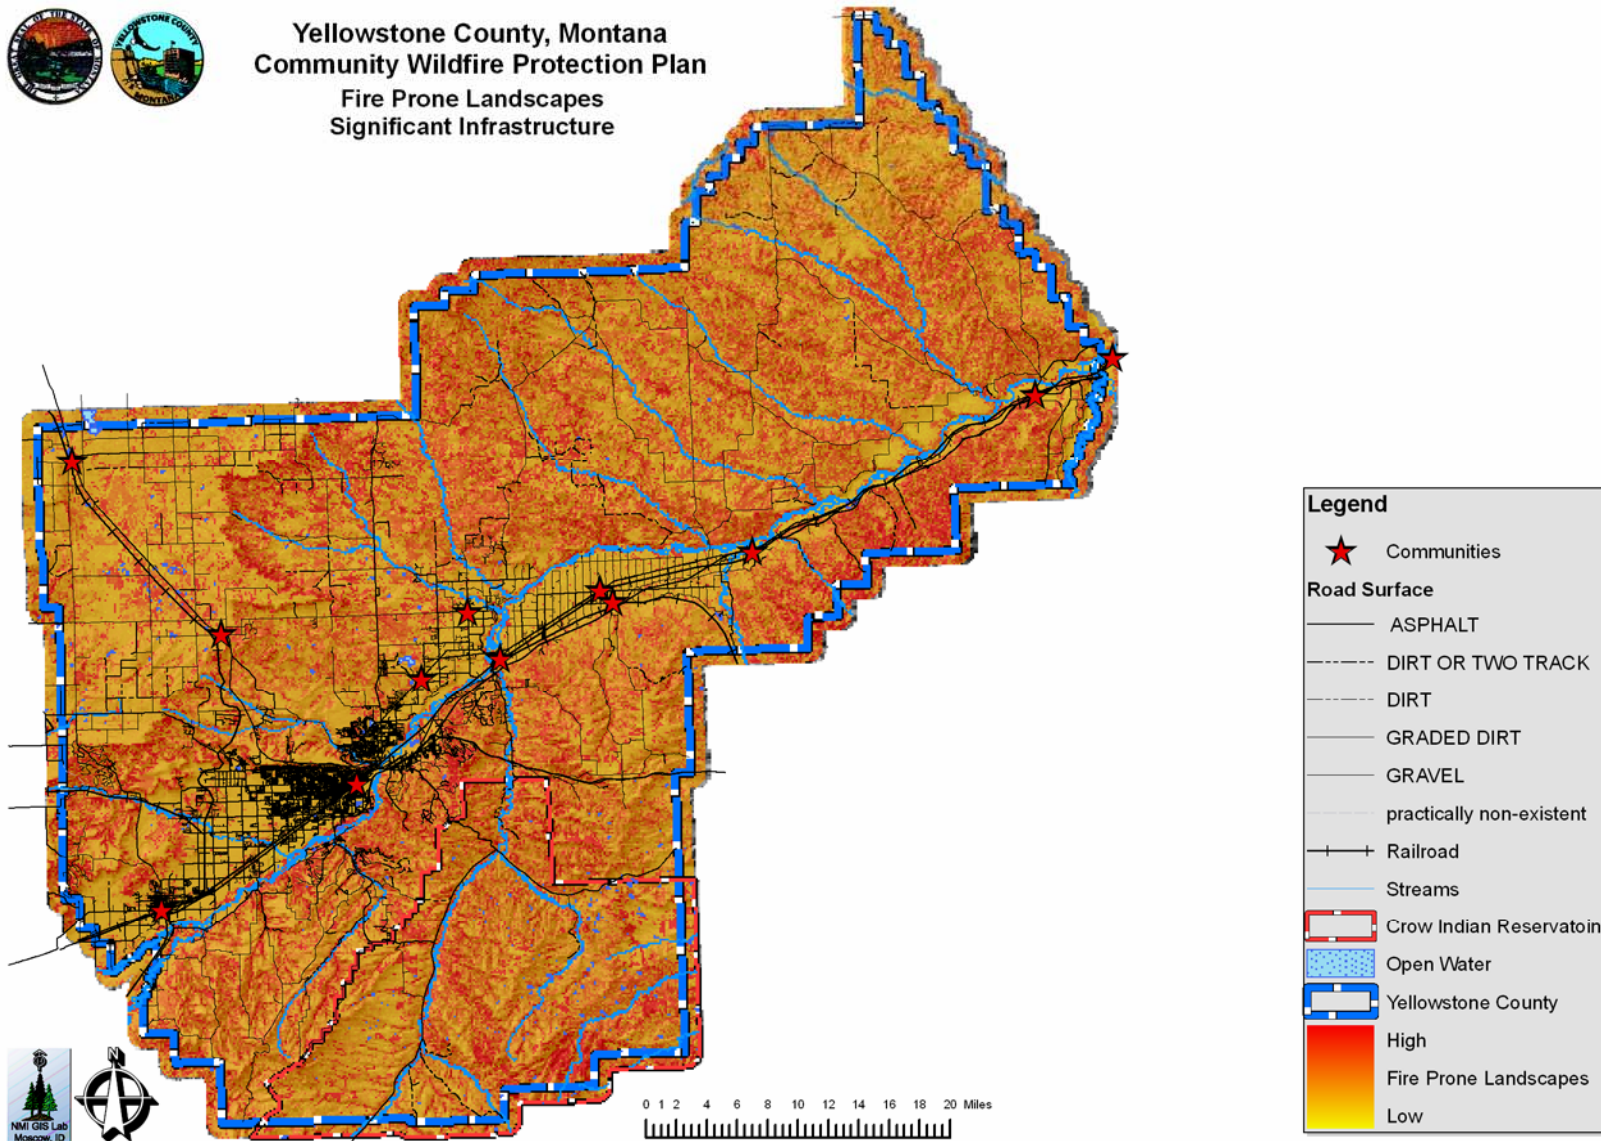 Yellowstone County, Montana
Community Wildfire Protection Plan
Fire Prone Landscapes
Significant Infrastructure
YELLOWSTONE COUNTY
MONTANA
Legend
Communities
Road Surface
ASPHALT
DIRT OR TWO TRACK
DIRT
GRADED DIRT
GRAVEL
practically non-existent
Railroad
Streams
Crow Indian Reservatoin
Open Water
Yellowstone County
High
Fire Prone Landscapes
Low
N
NMI GIS Lab
Moscow, ID
0 1 2 4 6 8 10 12 14 16 18 20 Miles